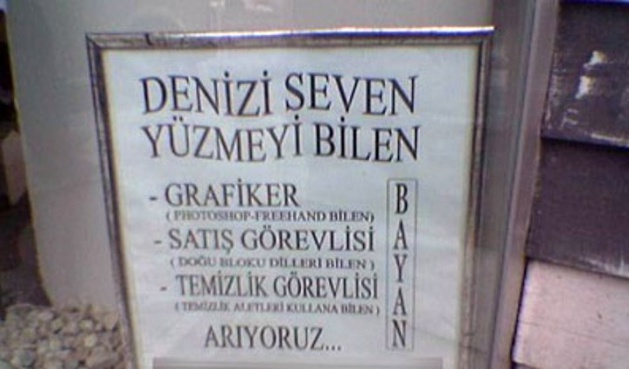 DENİZİ SEVEN
YÜZMEYİ BİLEN
- GRAFİKER
( PHOTOSHOP-FREEHAND BİLEN)
- SATIŞ GÖREVLİSİ
( DOĞU BLOKU DİLLERİ BİLEN )
- TEMİZLİK GÖREVLİSİ
( TEMİZLİK ALETLERİ KULLANA BİLEN )
BAYAN
ARIYORUZ...